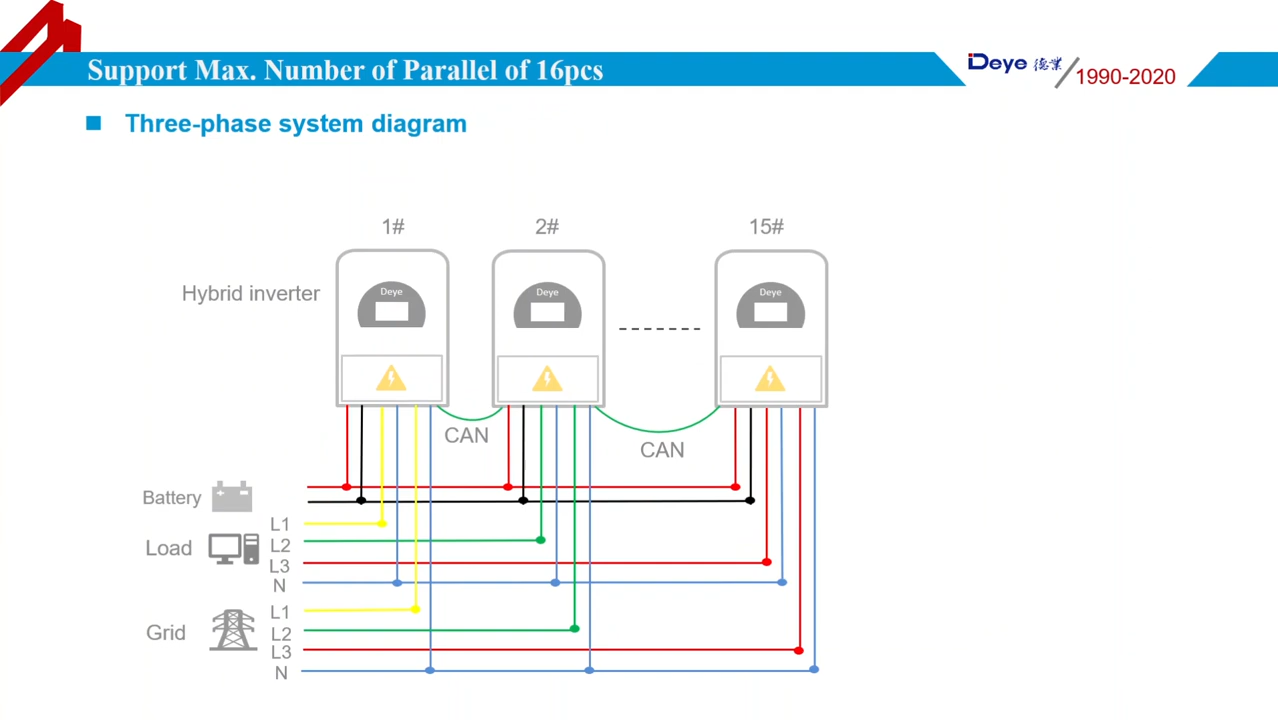 Support Max. Number of Parallel of 16pcs
Deye 德業
1990-2020
Three-phase system diagram
1#
2#
15#
Hybrid inverter
Deye
Deye
Deye
CAN
CAN
Battery
Load
L1
L2
L3
N
Grid
L1
L2
L3
N